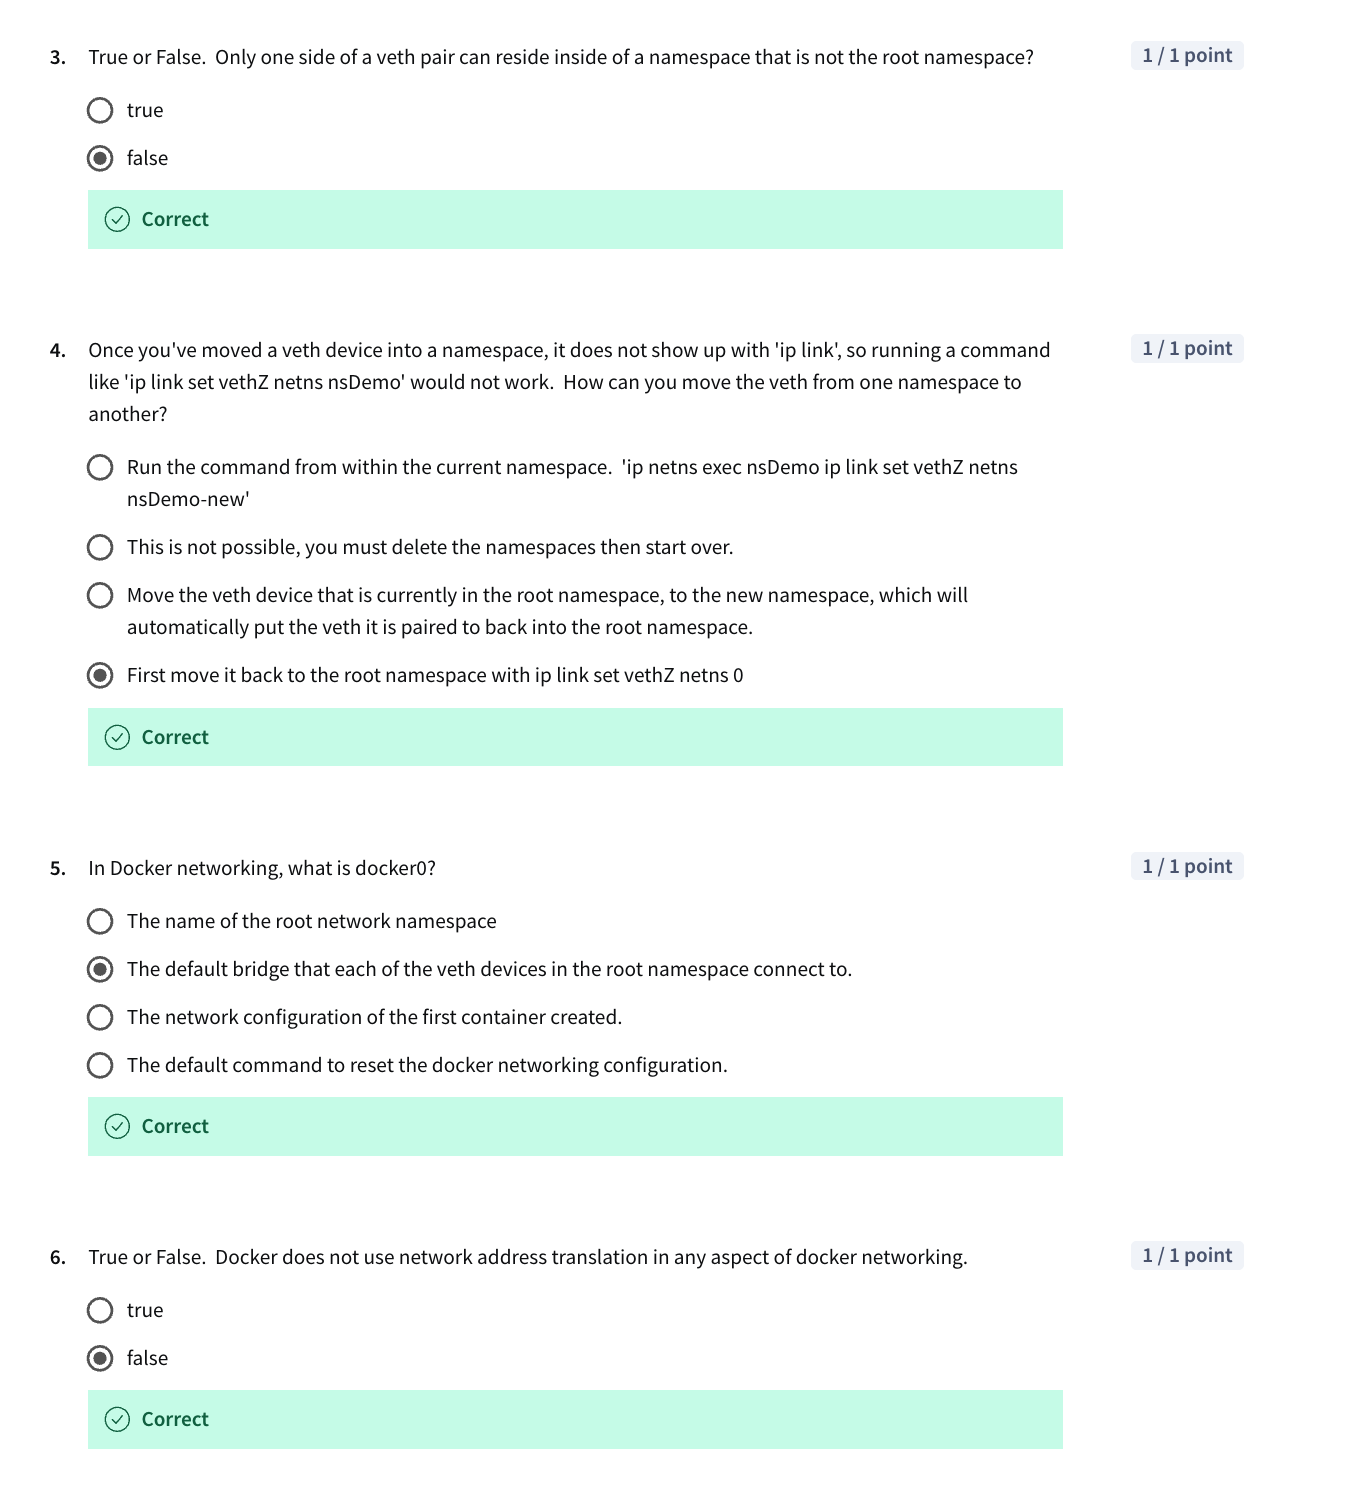 3. True or False.  Only one side of a veth pair can reside inside of a namespace that is not the root namespace?
1 / 1 point
true
false
Correct
4. Once you've moved a veth device into a namespace, it does not show up with 'ip link', so running a command
1 / 1 point
like 'ip link set vethZ netns nsDemo' would not work.  How can you move the veth from one namespace to
another?
Run the command from within the current namespace.  'ip netns exec nsDemo ip link set vethZ netns
nsDemo-new'
This is not possible, you must delete the namespaces then start over.
Move the veth device that is currently in the root namespace, to the new namespace, which will
automatically put the veth it is paired to back into the root namespace.
First move it back to the root namespace with ip link set vethZ netns 0
Correct
5. In Docker networking, what is docker0?
1 / 1 point
The name of the root network namespace
The default bridge that each of the veth devices in the root namespace connect to.
The network configuration of the first container created.
The default command to reset the docker networking configuration.
Correct
6. True or False.  Docker does not use network address translation in any aspect of docker networking.
1 / 1 point
true
false
Correct